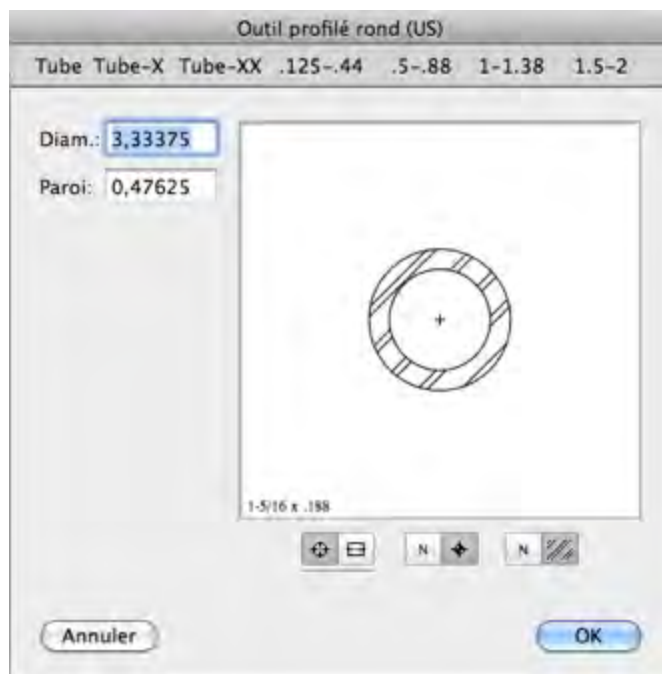 Outil profilé rond (US)
Tube Tube-X Tube-XX .125-.44 .5-.88 1-1.38 1.5-2
Diam.: 3,33375
Paroi: 0,47625
1-5/16 x .188
N N
Annuler OK